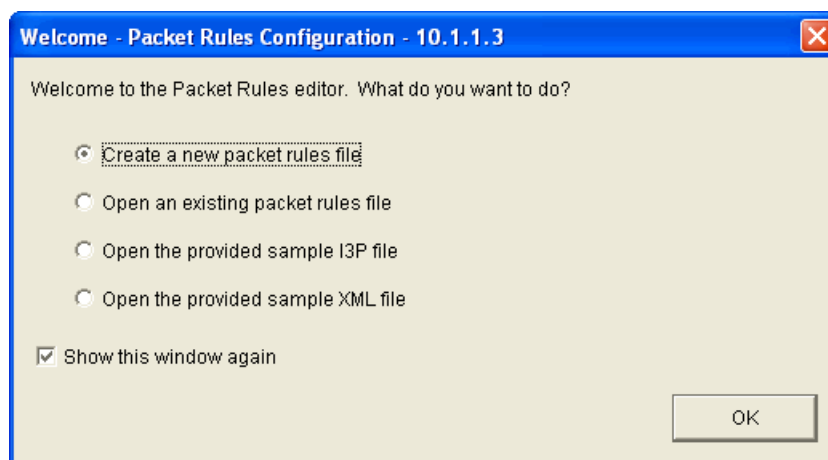 Welcome - Packet Rules Configuration - 10.1.1.3
Welcome to the Packet Rules editor. What do you want to do?
Create a new packet rules file
Open an existing packet rules file
Open the provided sample I3P file
Open the provided sample XML file
Show this window again
OK